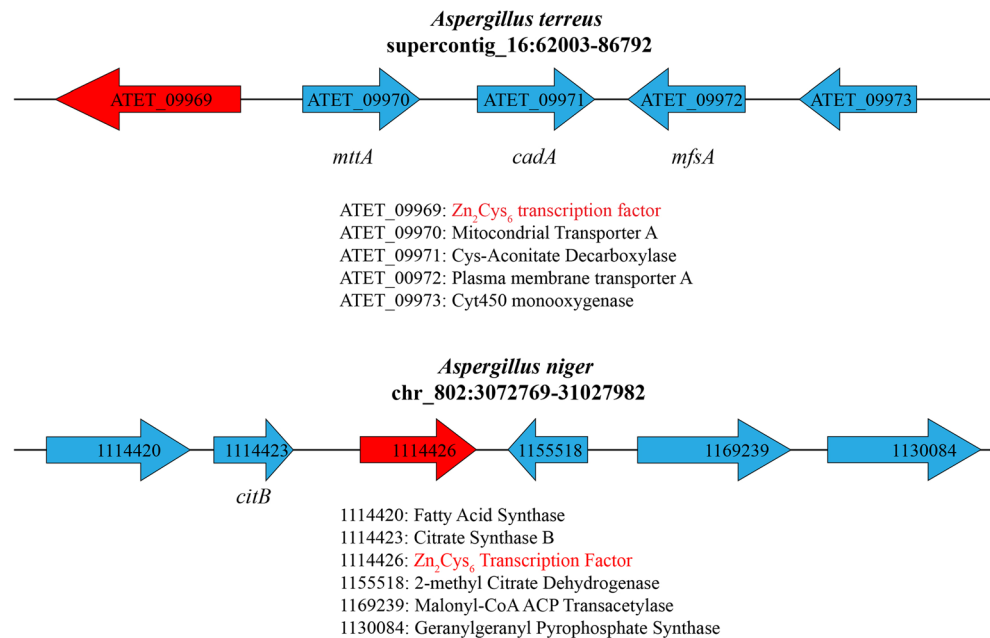 Aspergillus terreus
supercontig_16:62003-86792
ATET_09969 ATET_09970 ATET_09971 ATET_09972 ATET_09973
mttA cadA mfsA
ATET_09969: Zn₂Cys₆ transcription factor
ATET_09970: Mitocondrial Transporter A
ATET_09971: Cys-Aconitate Decarboxylase
ATET_00972: Plasma membrane transporter A
ATET_09973: Cyt450 monooxygenase
Aspergillus niger
chr_802:3072769-31027982
1114420 1114423 1114426 1155518 1169239 1130084
citB
1114420: Fatty Acid Synthase
1114423: Citrate Synthase B
1114426: Zn₂Cys₆ Transcription Factor
1155518: 2-methyl Citrate Dehydrogenase
1169239: Malonyl-CoA ACP Transacetylase
1130084: Geranylgeranyl Pyrophosphate Synthase